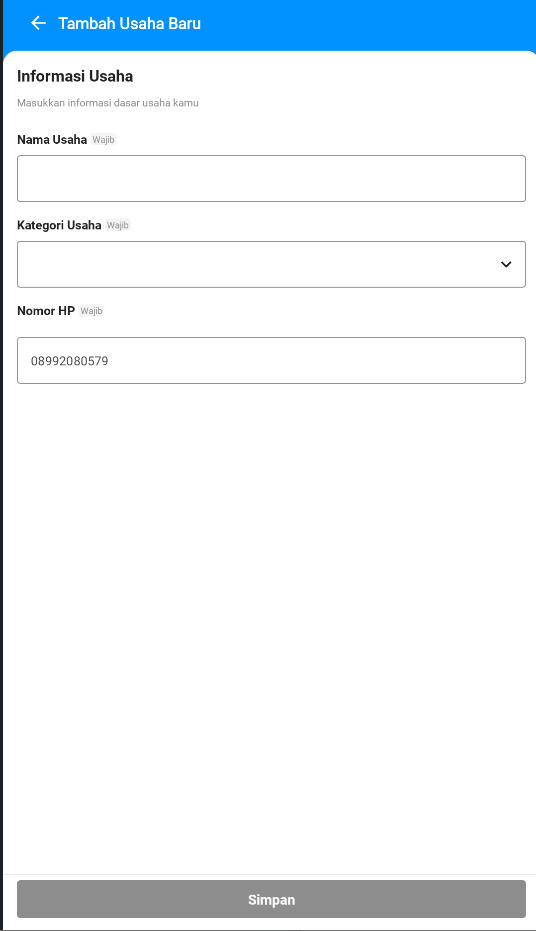 Tambah Usaha Baru
Informasi Usaha
Masukkan informasi dasar usaha kamu
Nama Usaha Wajib
Kategori Usaha Wajib
Nomor HP Wajib
08992080579
Simpan